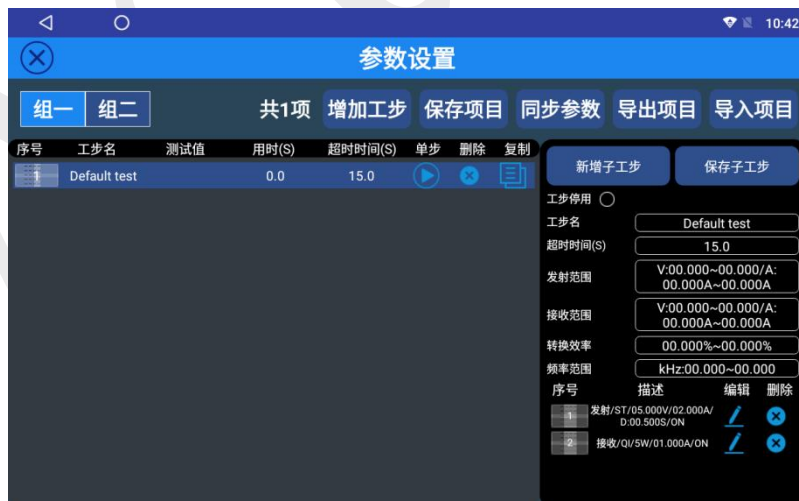 10:42
参数设置
组一 组二 共1项 增加工步 保存项目 同步参数 导出项目 导入项目
序号 工步名 测试值 用时(S) 超时时间(S) 单步 删除 复制
1 Default test 0.0 15.0
新增子工步 保存子工步
工步停用
工步名 Default test
超时时间(S) 15.0
发射范围 V:00.000~00.000/A:
00.000A~00.000A
接收范围 V:00.000~00.000/A:
00.000A~00.000A
转换效率 00.000%~00.000%
频率范围 kHz:00.000~00.000
序号 描述 编辑 删除
1 发射/ST/05.000V/02.000A/
D:00.500S/ON
2 接收/QI/5W/01.000A/ON